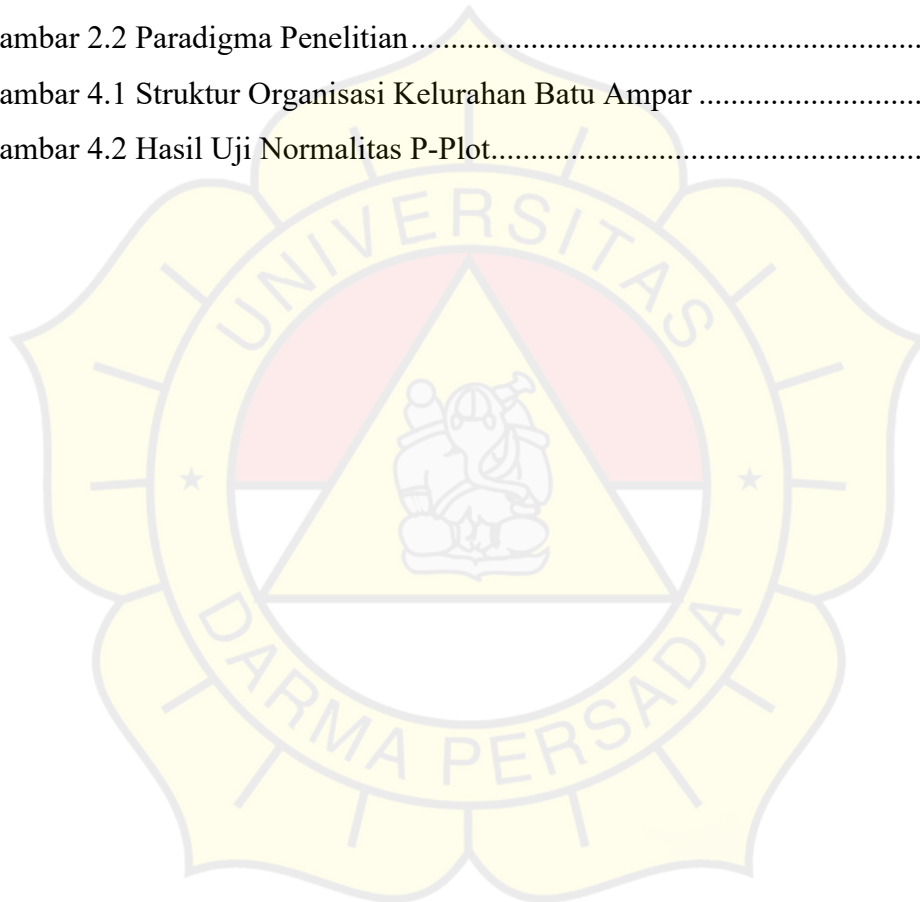 ambar 2.2 Paradigma Penelitian..............................................................
ambar 4.1 Struktur Organisasi Kelurahan Batu Ampar ...........................
ambar 4.2 Hasil Uji Normalitas P-Plot.....................................................
UNIVERSITAS
DARMA PERSADA